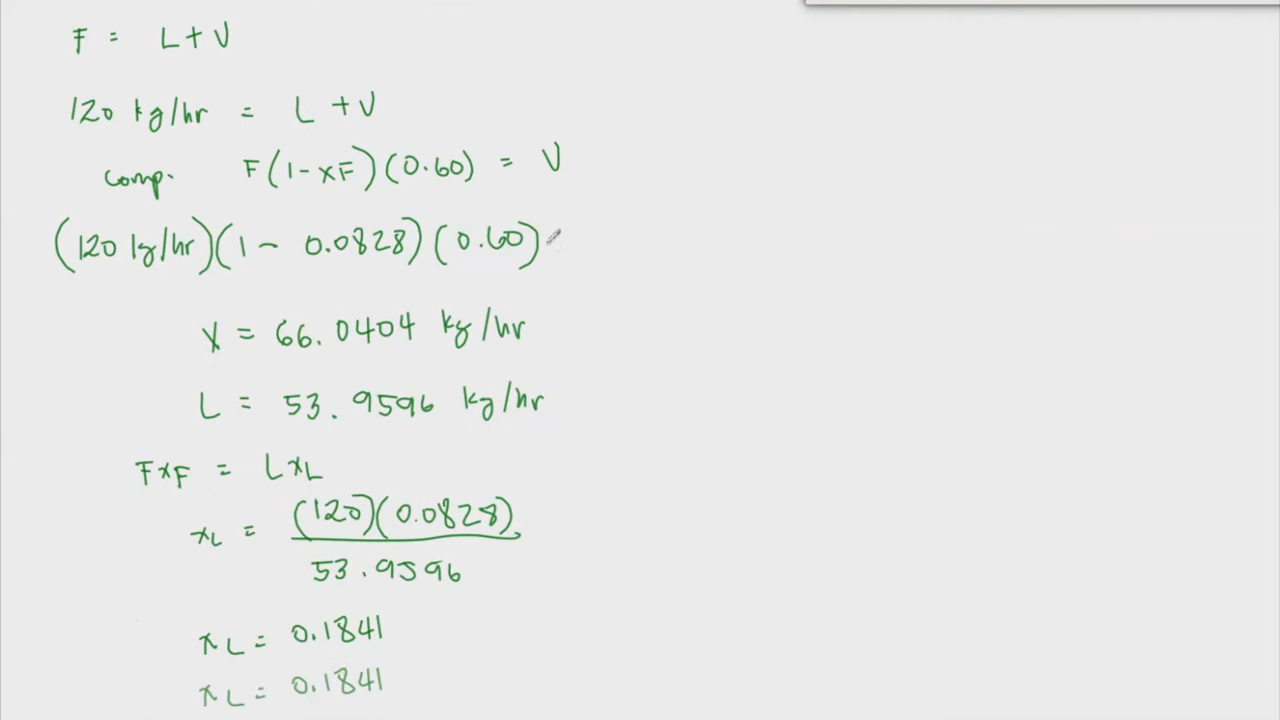 F = L + V
120 kg/hr = L + V
comp. F(1 - xF)(0.60) = V
(120 kg/hr)(1 - 0.0828)(0.60) =
V = 66.0404 kg/hr
L = 53.9596 kg/hr
FxF = LxL
xL = (120)(0.0828)
53.9596
xL = 0.1841
xL = 0.1841